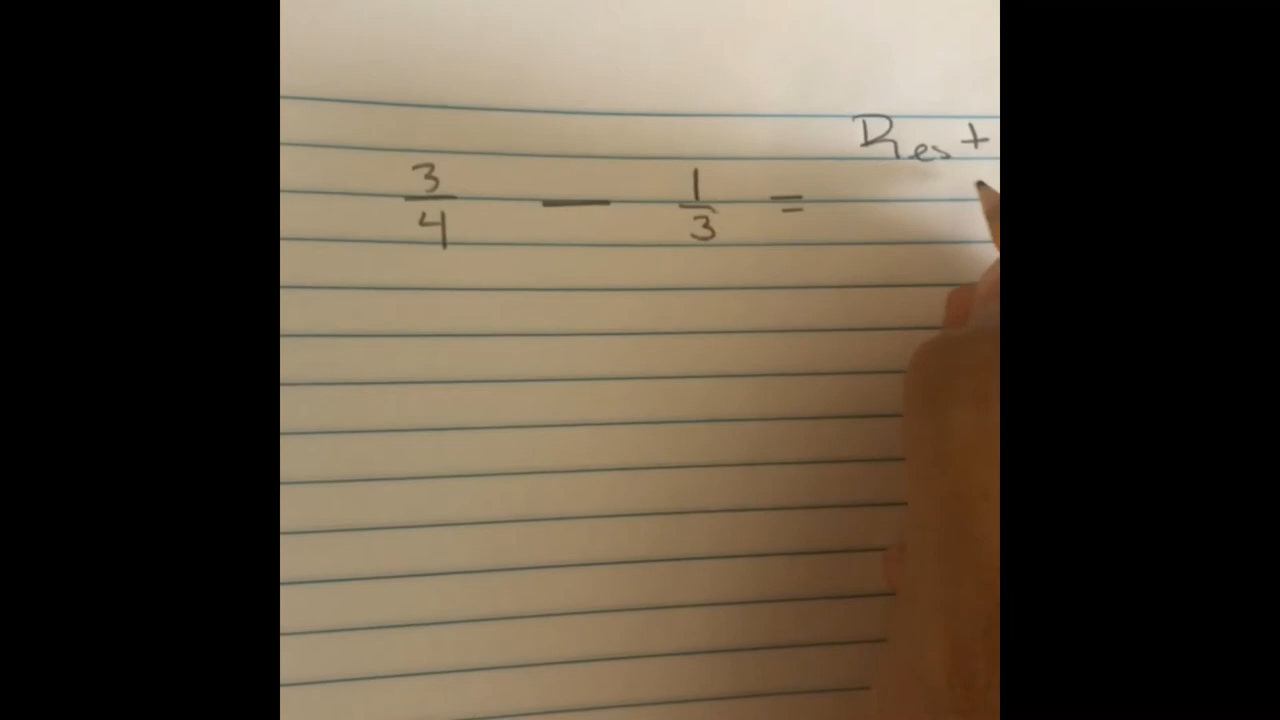 Rest
3/4 — 1/3 =